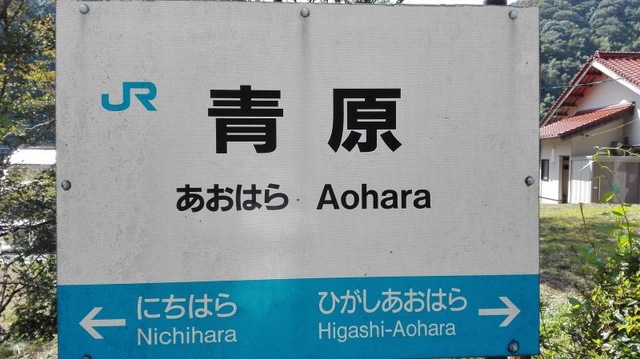 JR
青原
あおはら Aohara
← にちはら ひがしあおはら →
Nichihara Higashi-Aohara